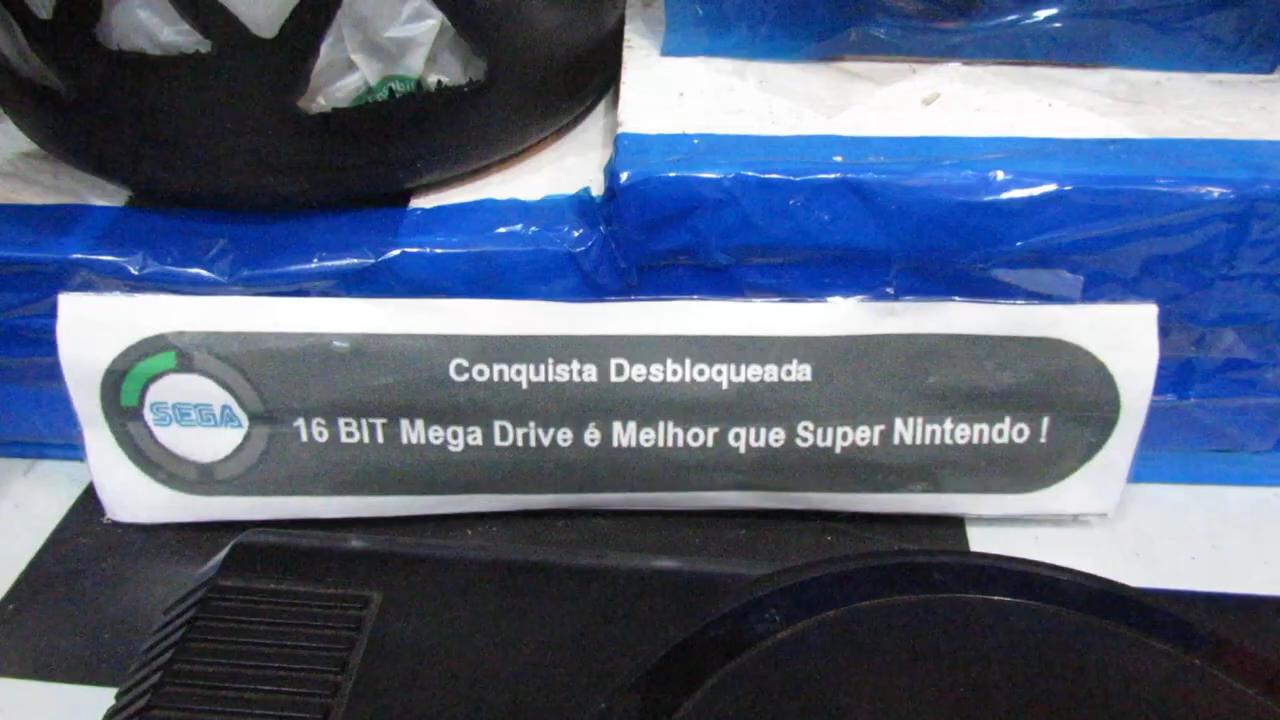 Conquista Desbloqueada
SEGA
16 BIT Mega Drive é Melhor que Super Nintendo !